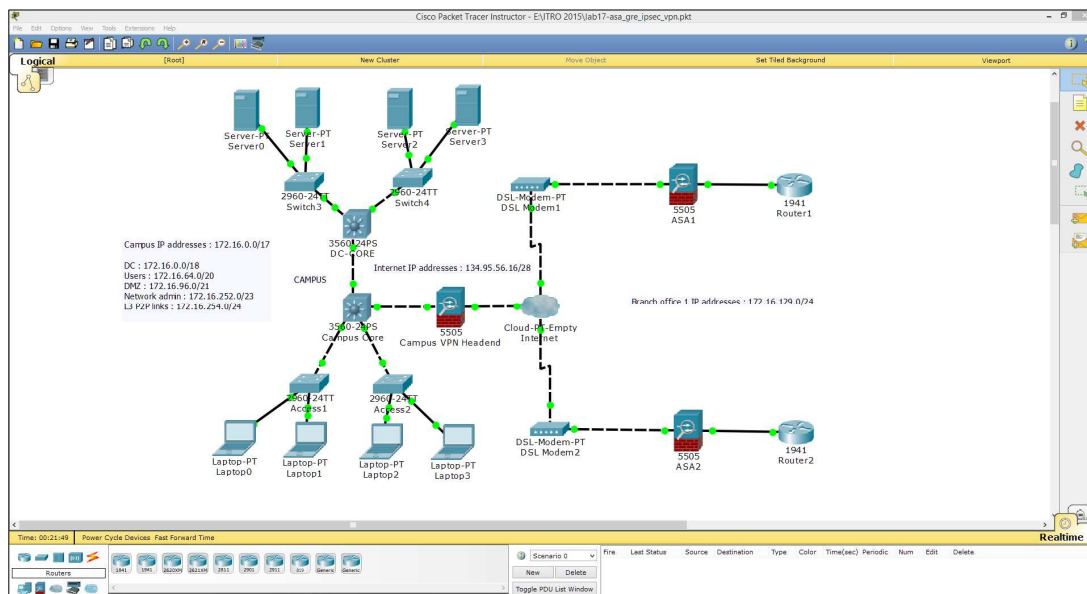 Cisco Packet Tracer Instructor - E:\ITRO 2015\lab17-asa_gre_ipsec_vpn.pkt
File Edit Options View Tools Extensions Help
Logical [Root] New Cluster Move Object Set Tiled Background Viewport
Server-PT
Server0
Server-PT
Server1
Server-PT
Server2
Server-PT
Server3
2960-24TT
Switch3
2960-24TT
Switch4
3560-24PS
DC-CORE
DSL-Modem-PT
DSL Modem1
5505
ASA1
1941
Router1
Campus IP addresses : 172.16.0.0/17
DC : 172.16.0.0/18
Users : 172.16.64.0/20
DMZ : 172.16.96.0/21
Network admin : 172.16.252.0/23
L3 P2P links : 172.16.254.0/24
CAMPUS
Internet IP addresses : 134.95.56.16/28
Branch office 1 IP addresses : 172.16.129.0/24
3560-24PS
Campus Core
5505
Campus VPN Headend
Cloud-PT-Empty
Internet
2960-24TT
Access1
2960-24TT
Access2
Laptop-PT
Laptop0
Laptop-PT
Laptop1
Laptop-PT
Laptop2
Laptop-PT
Laptop3
DSL-Modem-PT
DSL Modem2
5505
ASA2
1941
Router2
Time: 00:21:49 Power Cycle Devices Fast Forward Time Realtime
Routers
1841 1941 2620XM 2621XM 2811 2901 2911 819 Generic Generic
Scenario 0
New Delete
Toggle PDU List Window
Fire Last Status Source Destination Type Color Time(sec) Periodic Num Edit Delete